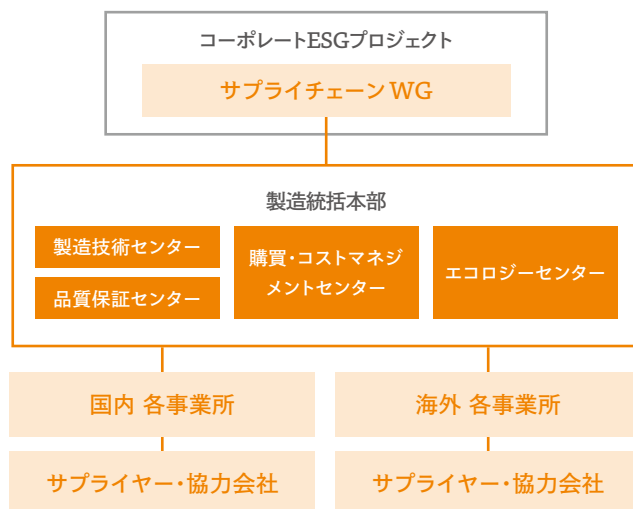 コーポレートESGプロジェクト
サプライチェーン WG
製造統括本部
製造技術センター
品質保証センター
購買・コストマネジ
メントセンター
エコロジーセンター
国内 各事業所
海外 各事業所
サプライヤー・協力会社
サプライヤー・協力会社